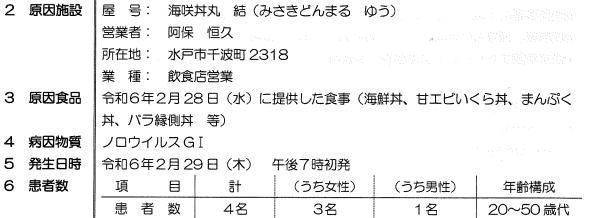 2 原因施設 屋 号： 海咲丼丸 結（みさきどんまる ゆう）
営業者： 阿保 恒久
所在地： 水戸市千波町2318
業 種： 飲食店営業
3 原因食品 令和6年2月28日（水）に提供した食事（海鮮丼、甘エビいくら丼、まんぷく
丼、バラ縁側丼 等）
4 病因物質 ノロウイルスGⅠ
5 発生日時 令和6年2月29日（木） 午後7時初発
6 患者数 項 目 計 （うち女性） （うち男性） 年齢構成
患 者 数 4名 3名 1名 20～50歳代